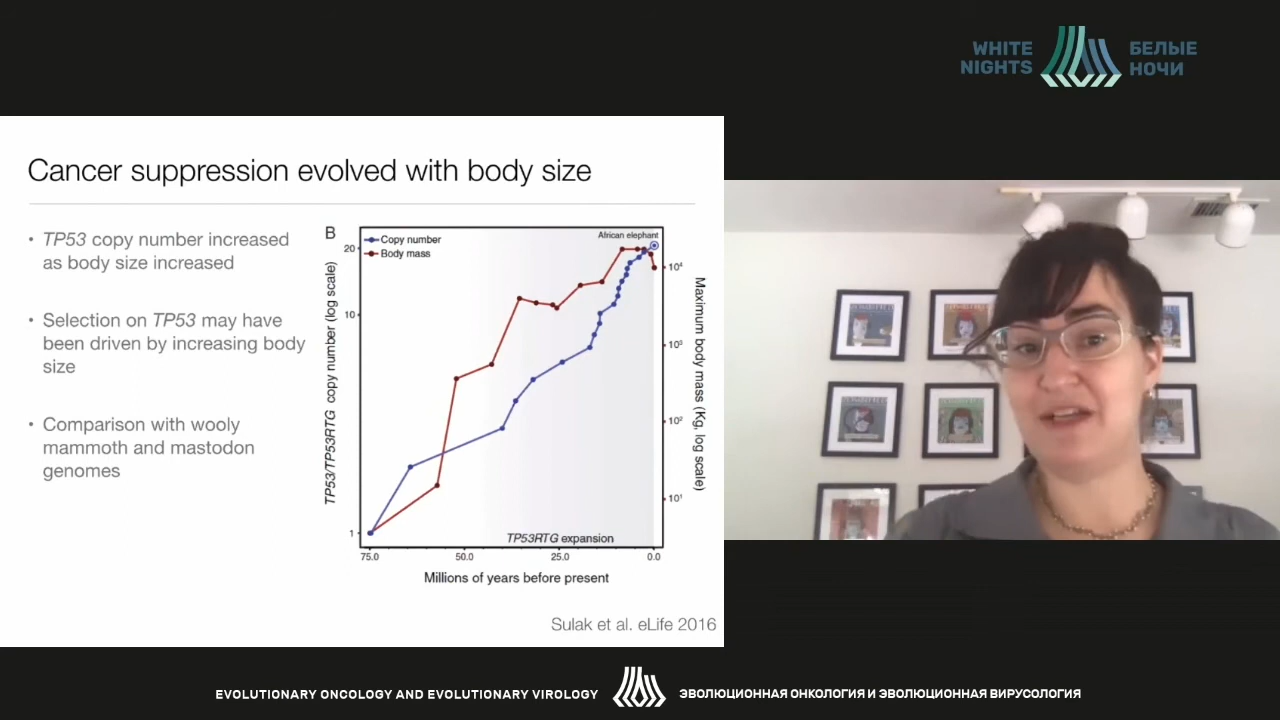 WHITE
NIGHTS
БЕЛЫЕ
НОЧИ
Cancer suppression evolved with body size
• TP53 copy number increased
as body size increased
• Selection on TP53 may have
been driven by increasing body
size
• Comparison with wooly
mammoth and mastodon
genomes
B
Copy number
Body mass
African elephant
TP53/TP53RTG copy number (log scale)
20
10
1
Maximum body mass (Kg, log scale)
10⁴
10²
10¹
TP53RTG expansion
75.0
50.0
25.0
0.0
Millions of years before present
Sulak et al. eLife 2016
EVOLUTIONARY ONCOLOGY AND EVOLUTIONARY VIROLOGY
ЭВОЛЮЦИОННАЯ ОНКОЛОГИЯ И ЭВОЛЮЦИОННАЯ ВИРУСОЛОГИЯ